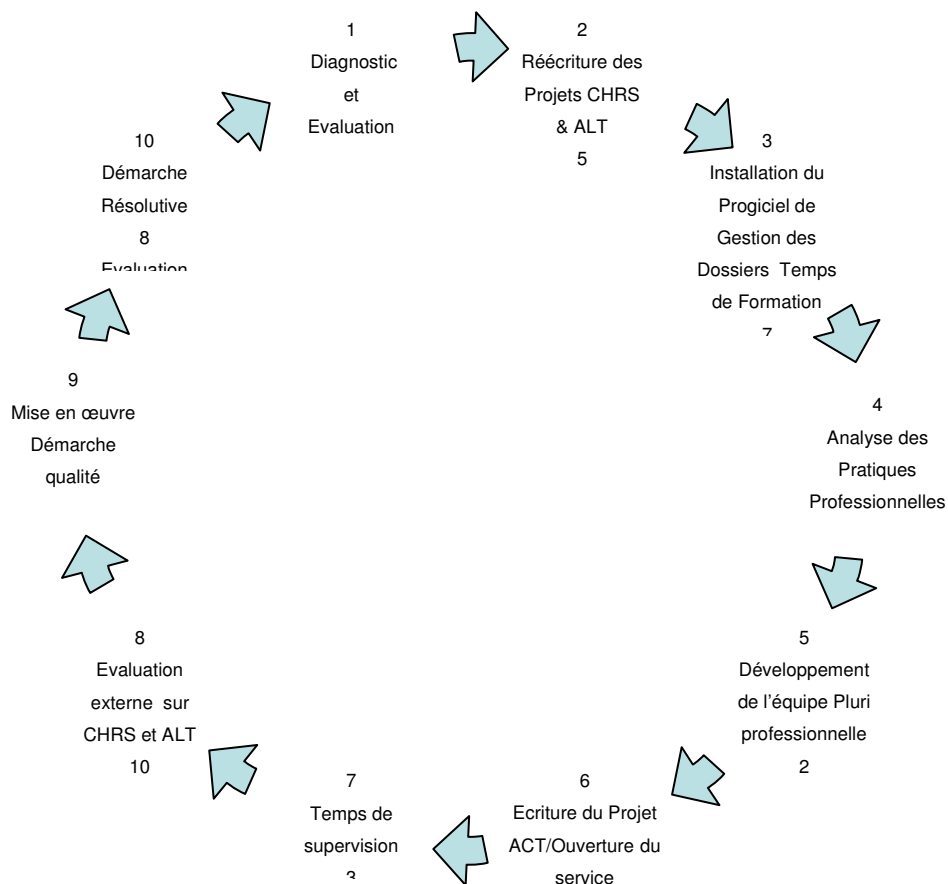 1
Diagnostic
et
Evaluation
2
Réécriture des
Projets CHRS
& ALT
5
3
Installation du
Progiciel de
Gestion des
Dossiers Temps
de Formation
7
4
Analyse des
Pratiques
Professionnelles
5
Développement
de l'équipe Pluri
professionnelle
2
6
Ecriture du Projet
ACT/Ouverture du
service
7
Temps de
supervision
3
8
Evaluation
externe sur
CHRS et ALT
10
9
Mise en œuvre
Démarche
qualité
10
Démarche
Résolutive
8
Evaluation